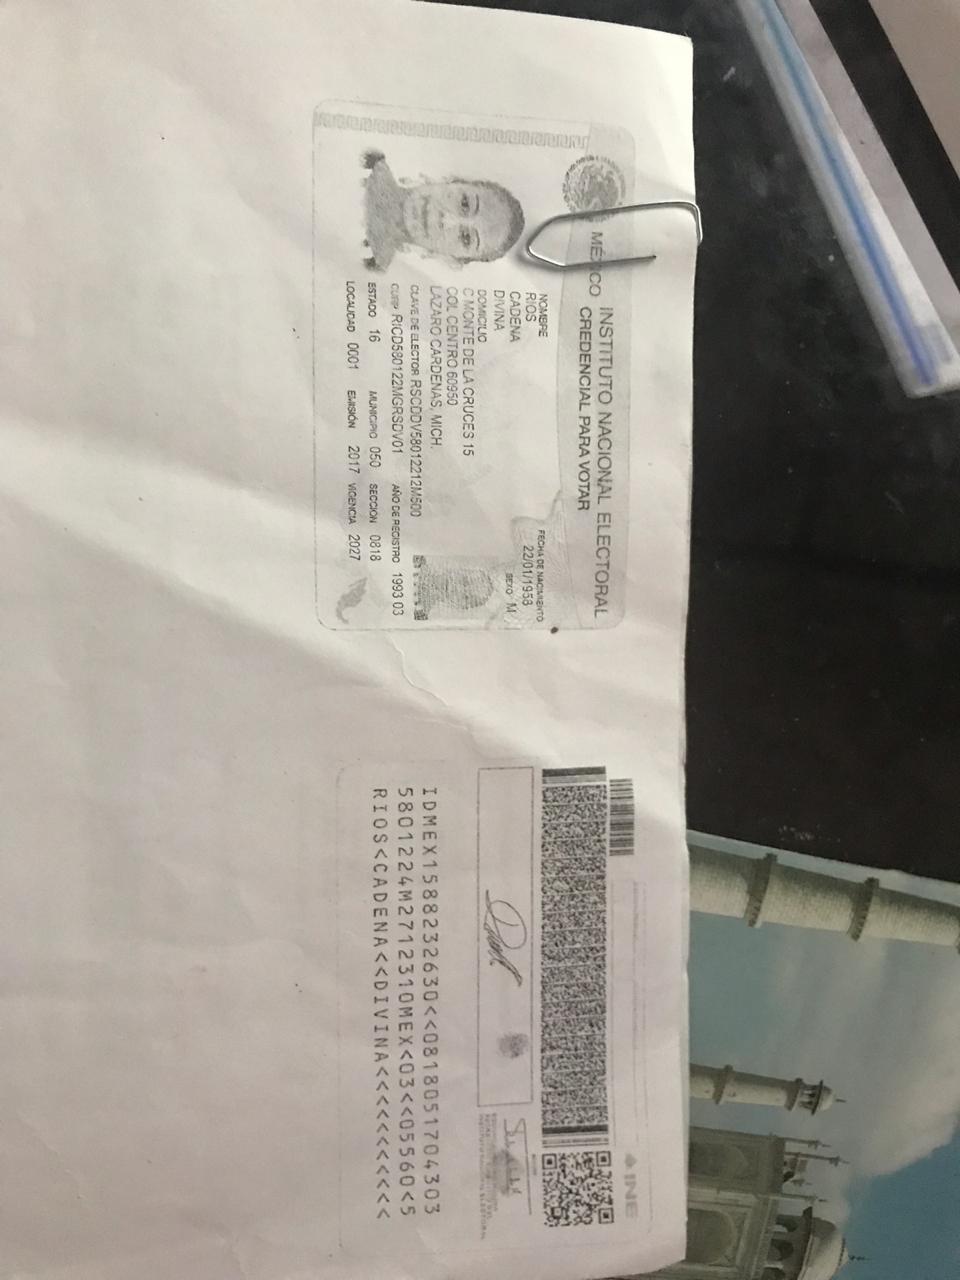 MÉXICO INSTITUTO NACIONAL ELECTORAL
CREDENCIAL PARA VOTAR
NOMBRE
RIOS
CADENA
DIVINA
FECHA DE NACIMIENTO
22/01/1958
SEXO M
DOMICILIO
C MONTE DE LA CRUCES 15
COL CENTRO 60950
LAZARO CARDENAS, MICH.
CLAVE DE ELECTOR RSCDDV58012212M500
CURP RICD580122MGRSDV01 AÑO DE REGISTRO 1993 03
ESTADO 16 MUNICIPIO 050 SECCIÓN 0818
LOCALIDAD 0001 EMISIÓN 2017 VIGENCIA 2027
INE
IDMEX1588232630<<0818051704303
5801224M2712310MEX<03<<05560<5
RIOS<CADENA<<DIVINA<<<<<<<<<<<